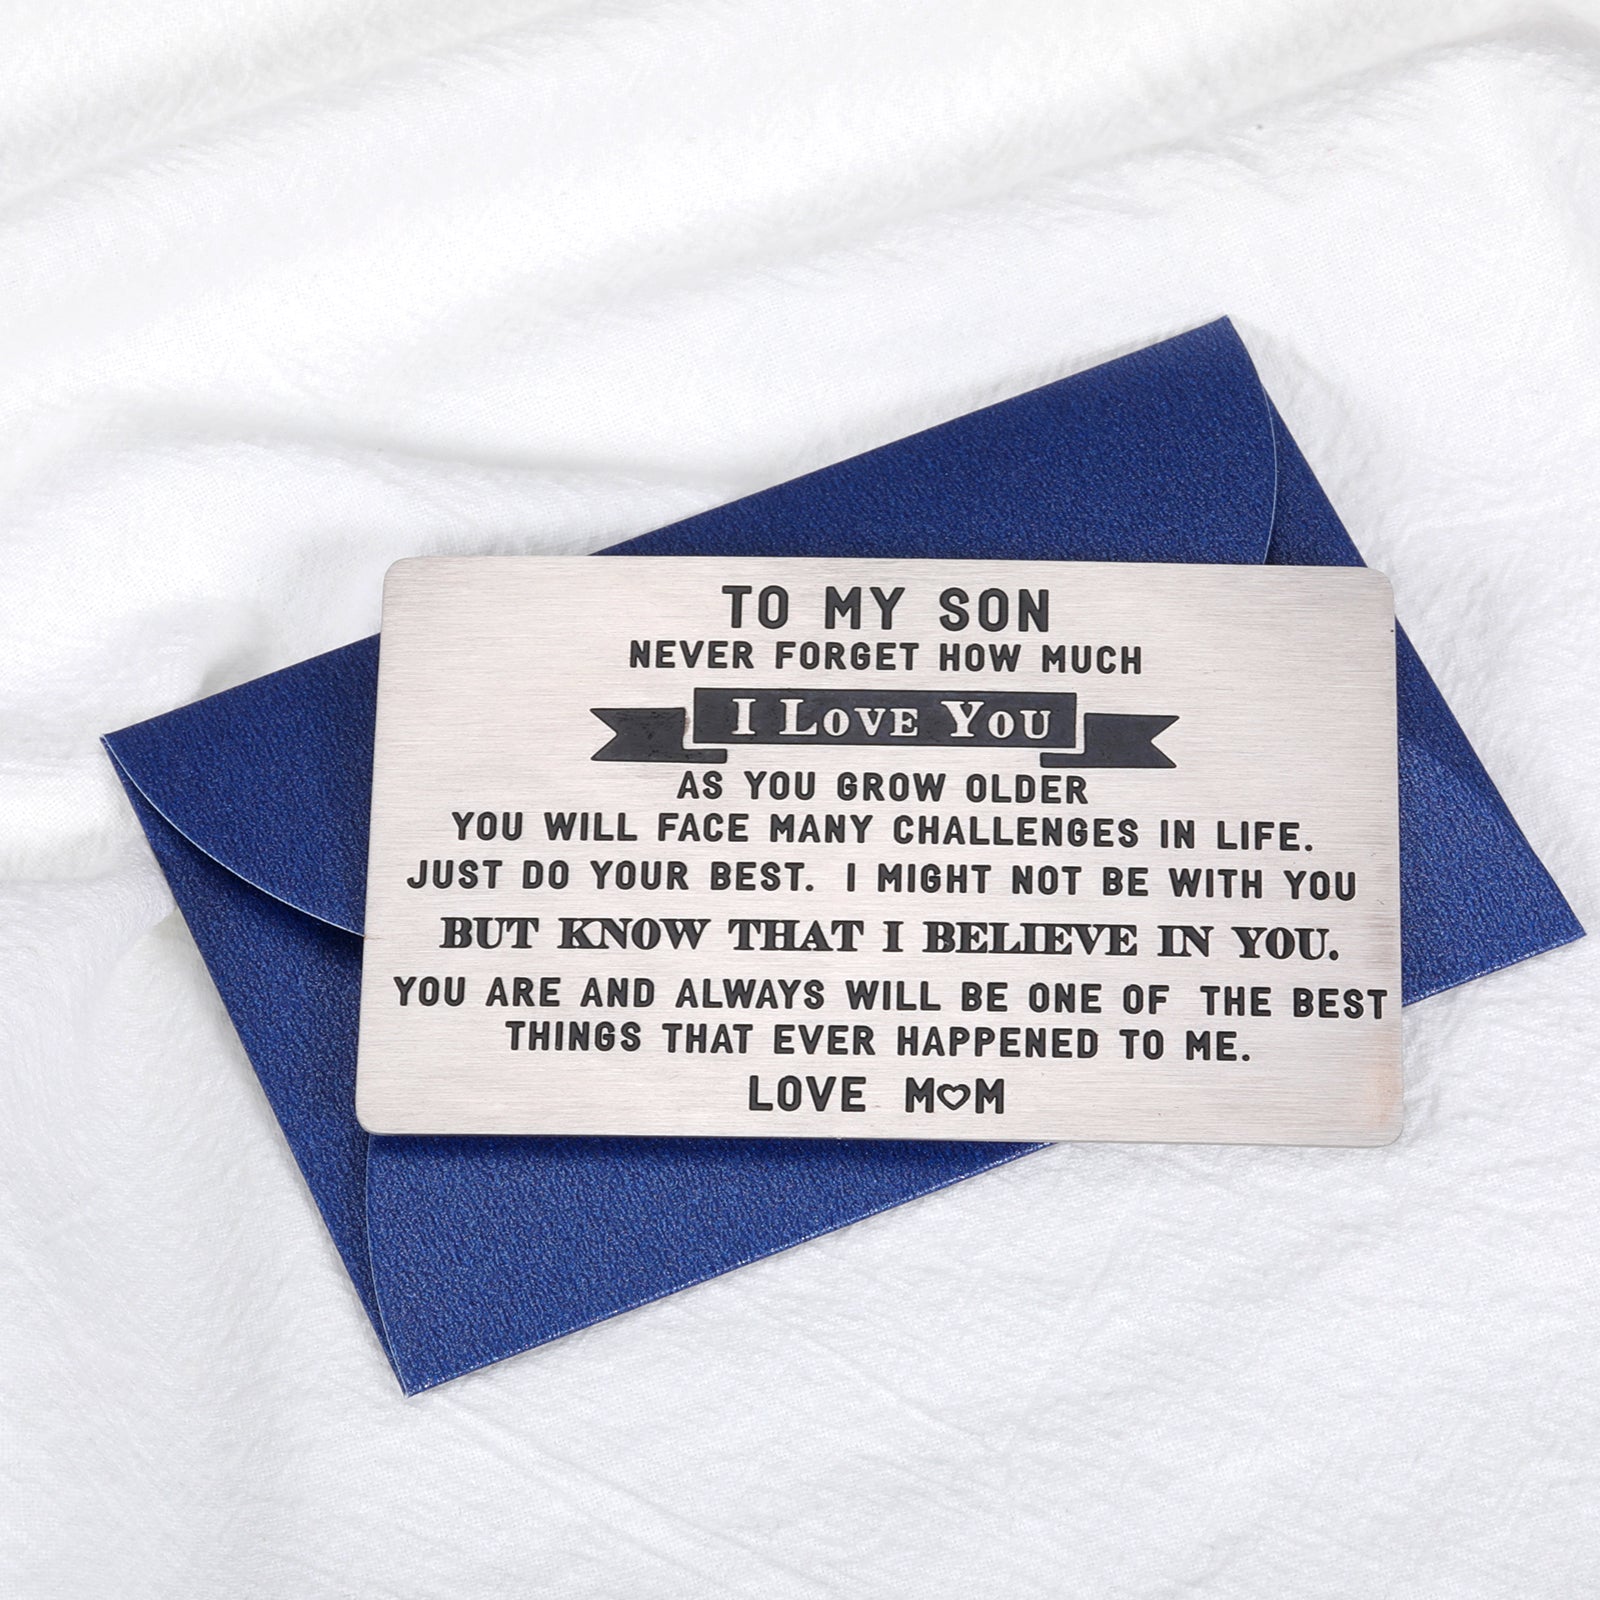 TO MY SON
NEVER FORGET HOW MUCH
I LOVE YOU
AS YOU GROW OLDER
YOU WILL FACE MANY CHALLENGES IN LIFE.
JUST DO YOUR BEST. I MIGHT NOT BE WITH YOU
BUT KNOW THAT I BELIEVE IN YOU.
YOU ARE AND ALWAYS WILL BE ONE OF THE BEST
THINGS THAT EVER HAPPENED TO ME.
LOVE M♡M